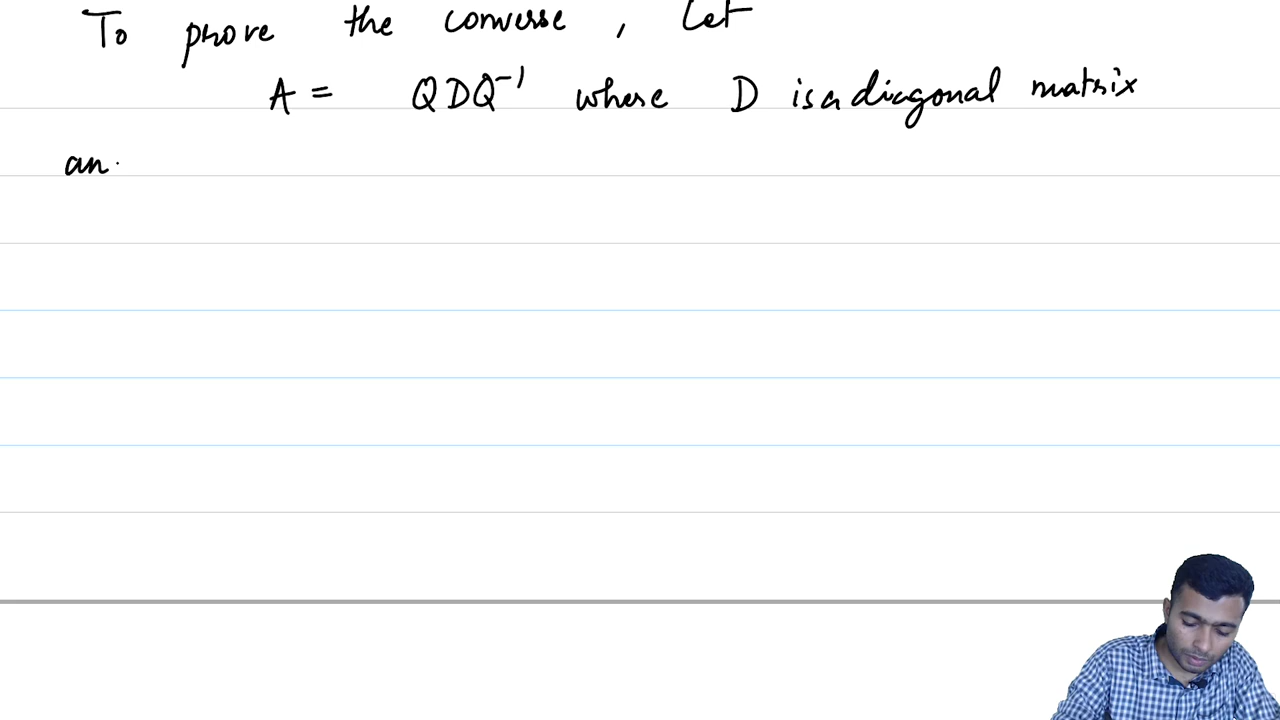 To prove the converse, Let
A = QDQ⁻¹ where D is a diagonal matrix
an